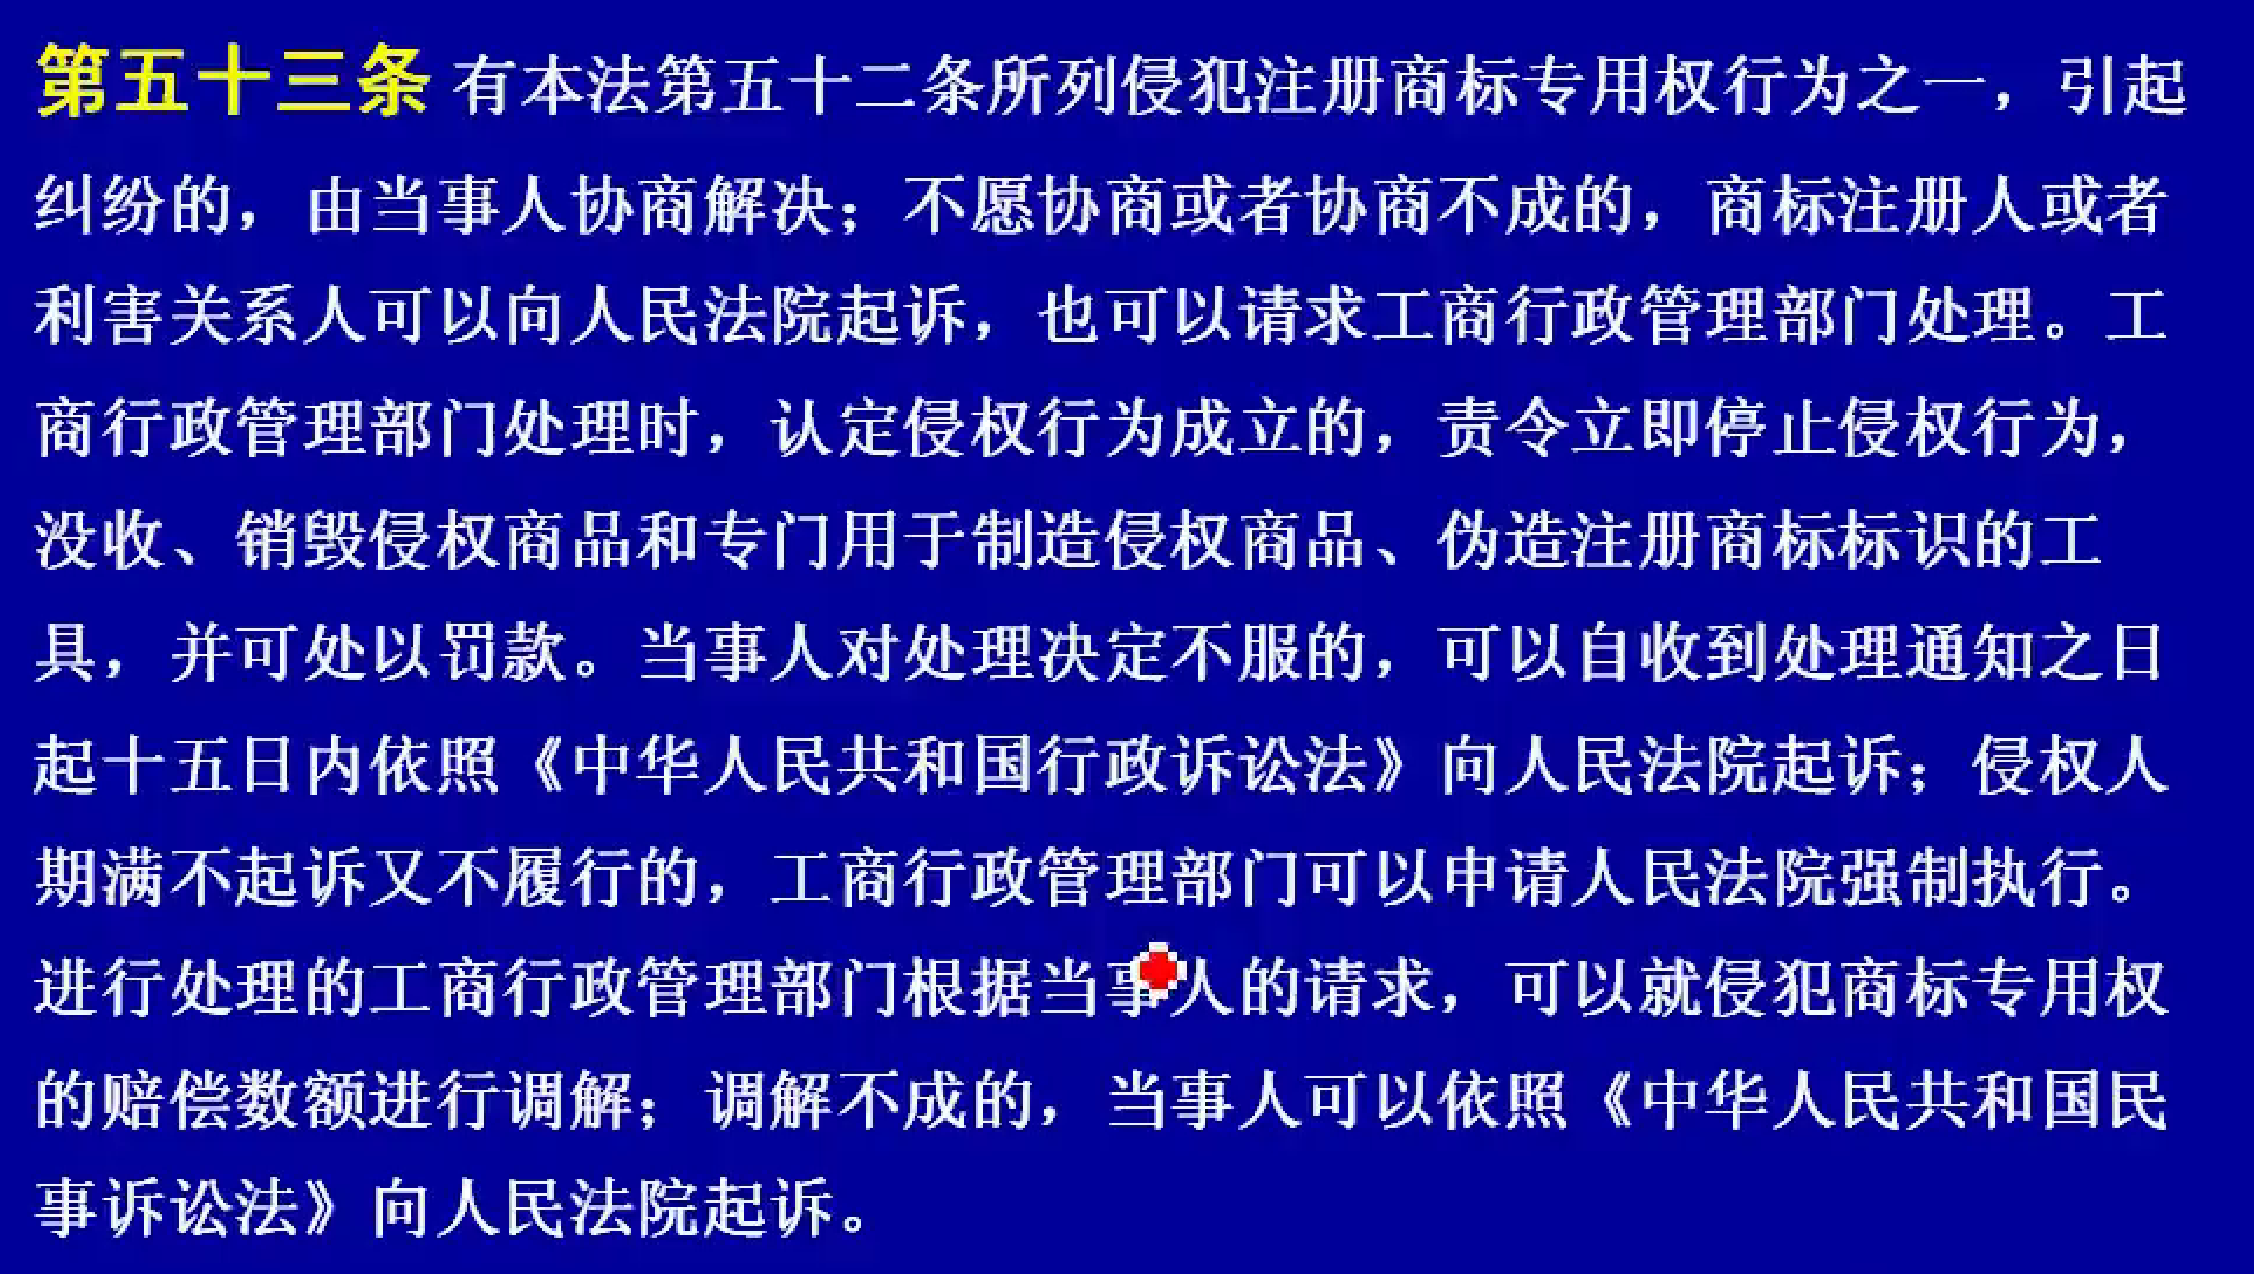 第五十三条 有本法第五十二条所列侵犯注册商标专用权行为之一，引起
纠纷的，由当事人协商解决；不愿协商或者协商不成的，商标注册人或者
利害关系人可以向人民法院起诉，也可以请求工商行政管理部门处理。工
商行政管理部门处理时，认定侵权行为成立的，责令立即停止侵权行为，
没收、销毁侵权商品和专门用于制造侵权商品、伪造注册商标标识的工
具，并可处以罚款。当事人对处理决定不服的，可以自收到处理通知之日
起十五日内依照《中华人民共和国行政诉讼法》向人民法院起诉；侵权人
期满不起诉又不履行的，工商行政管理部门可以申请人民法院强制执行。
进行处理的工商行政管理部门根据当事人的请求，可以就侵犯商标专用权
的赔偿数额进行调解；调解不成的，当事人可以依照《中华人民共和国民
事诉讼法》向人民法院起诉。